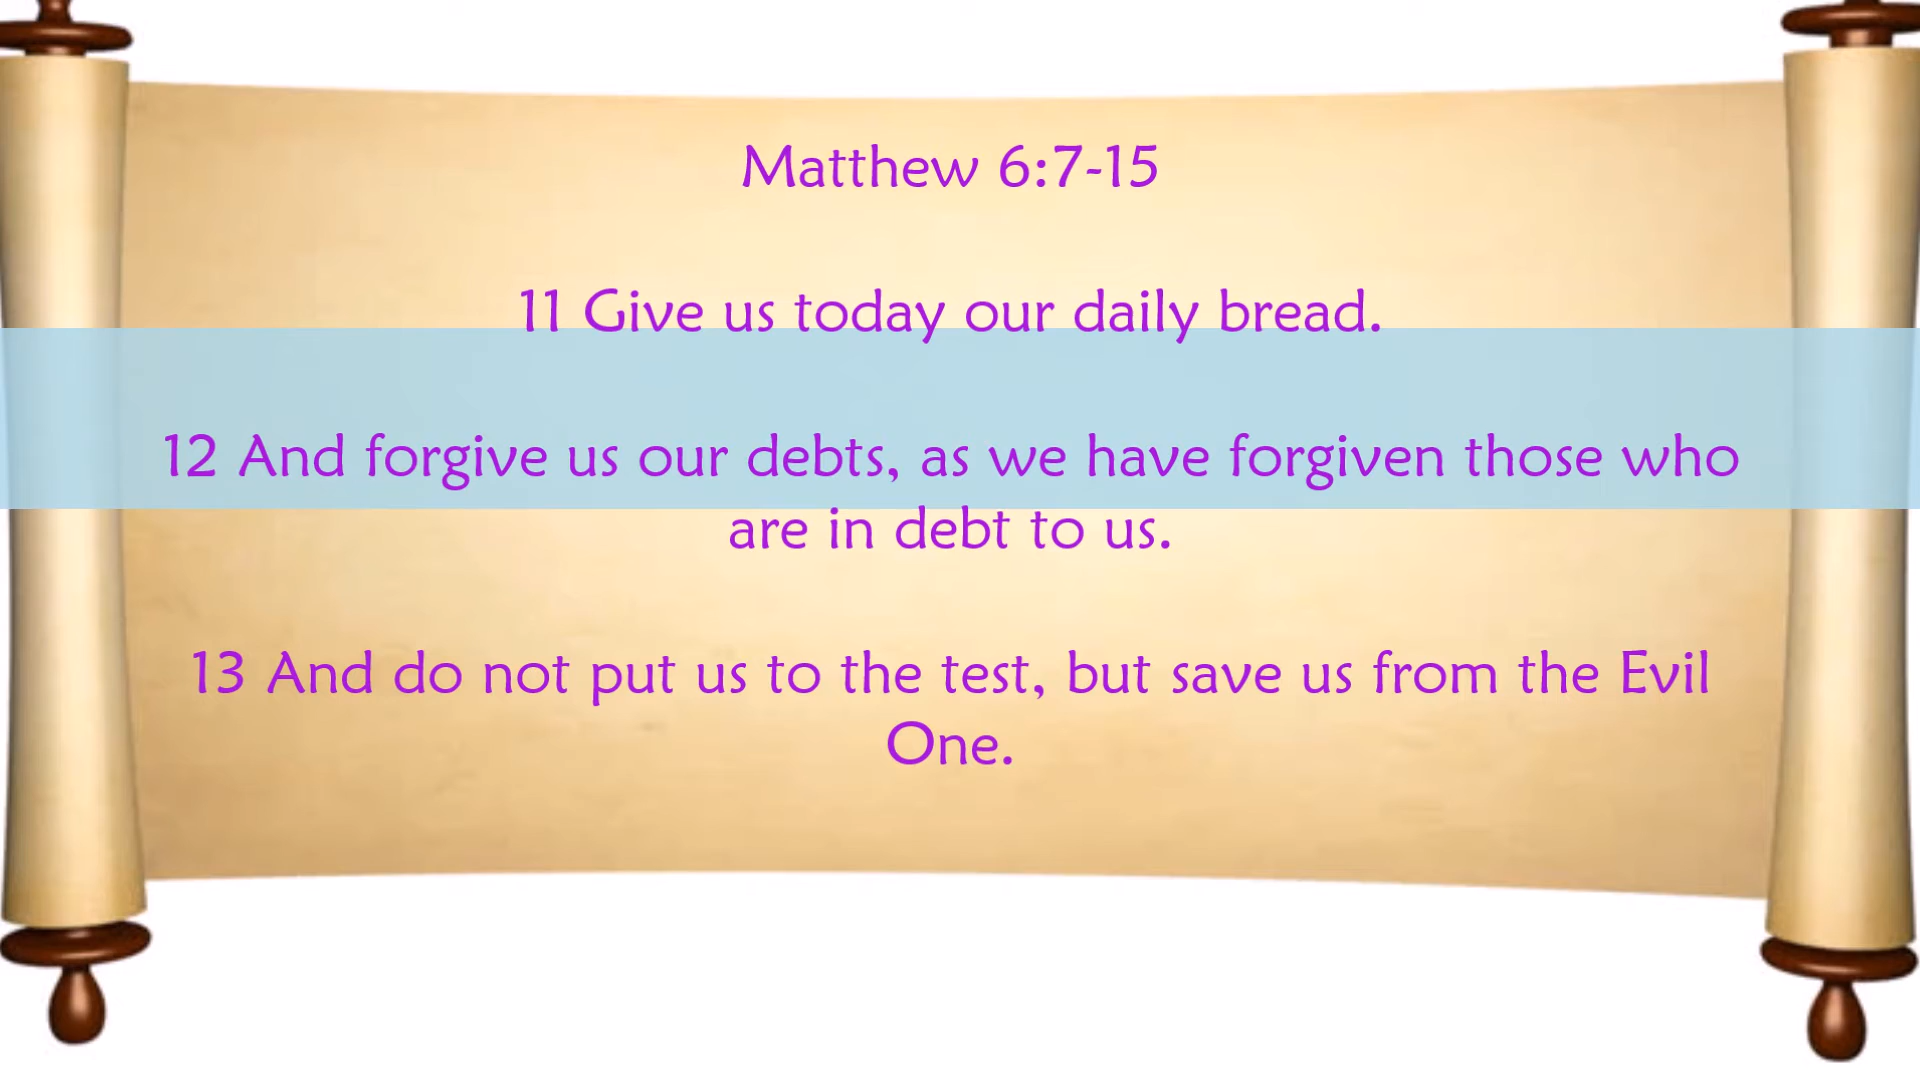 Matthew 6:7-15
11 Give us today our daily bread.
12 And forgive us our debts, as we have forgiven those who
are in debt to us.
13 And do not put us to the test, but save us from the Evil
One.